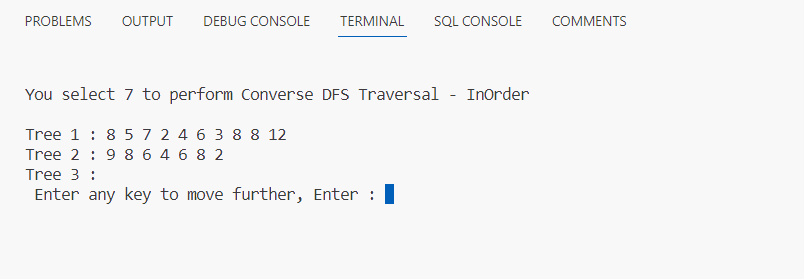 PROBLEMS OUTPUT DEBUG CONSOLE TERMINAL SQL CONSOLE COMMENTS
You select 7 to perform Converse DFS Traversal - InOrder
Tree 1 : 8 5 7 2 4 6 3 8 8 12
Tree 2 : 9 8 6 4 6 8 2
Tree 3 :
Enter any key to move further, Enter :